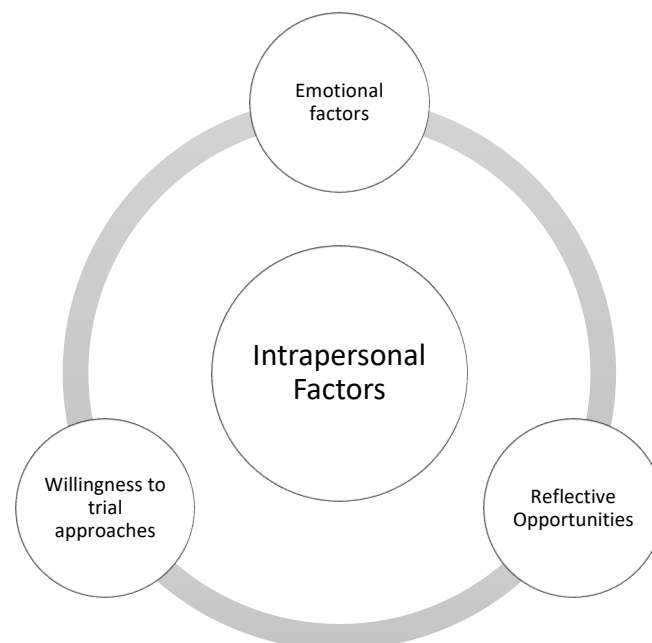 Emotional
factors
Intrapersonal
Factors
Willingness to
trial
approaches
Reflective
Opportunities